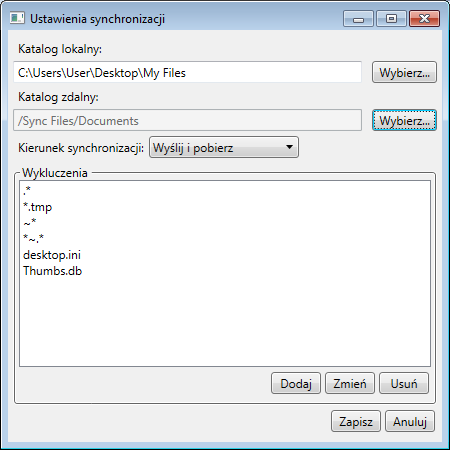 Ustawienia synchronizacji
Katalog lokalny:
C:\Users\User\Desktop\My Files
Wybierz...
Katalog zdalny:
/Sync Files/Documents
Wybierz...
Kierunek synchronizacji: Wyślij i pobierz
Wykluczenia
.*
*.tmp
~*
*~.*
desktop.ini
Thumbs.db
Dodaj Zmień Usuń
Zapisz Anuluj